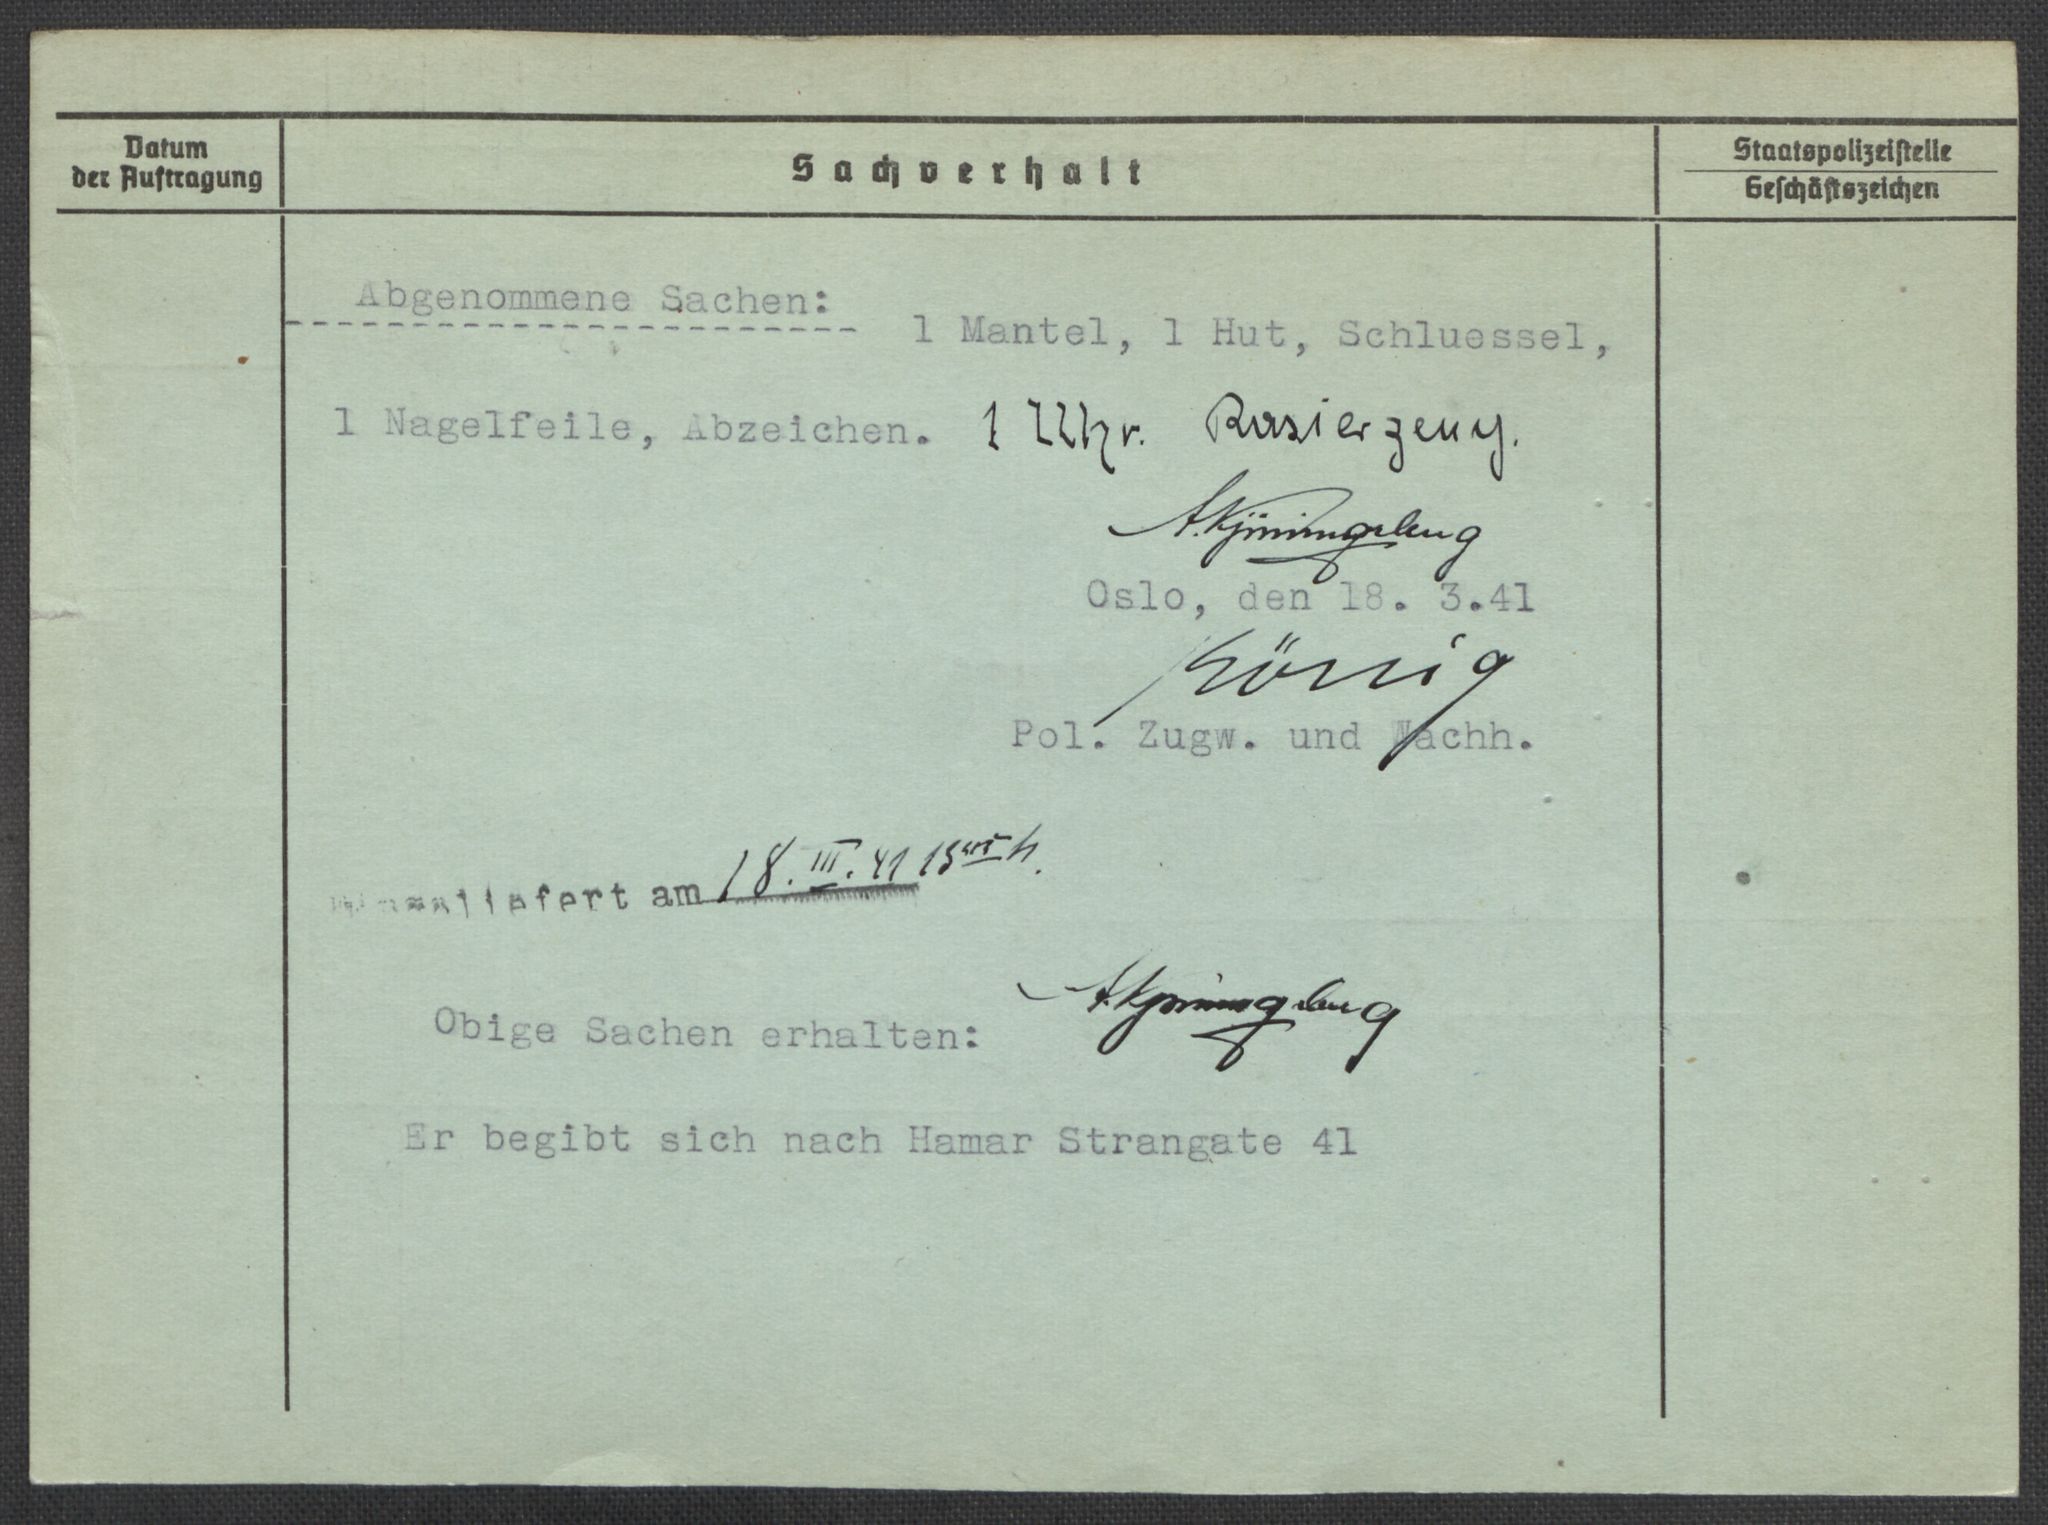 Datum
der Auftragung
Sachverhalt
Staatspolizeistelle
Geschäftszeichen
Abgenommene Sachen:
1 Mantel, 1 Hut, Schluessel,
1 Nagelfeile, Abzeichen. 1 Uhr. Rasierzeug.
Oslo, den 18. 3.41
König
Pol. Zugw. und Wachh.
am 18.III.41
Obige Sachen erhalten:
Er begibt sich nach Hamar Strangate 41